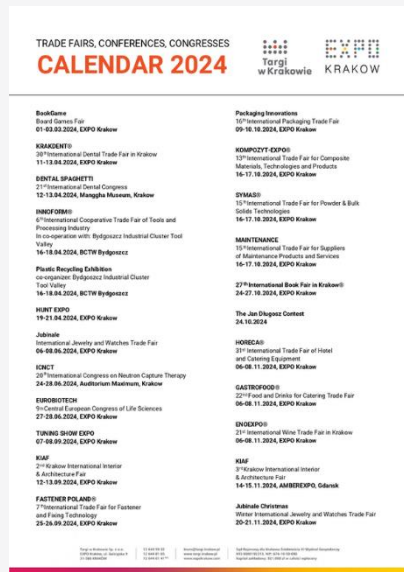 TRADE FAIRS, CONFERENCES, CONGRESSES
CALENDAR 2024
Targi
w Krakowie
EXPO
KRAKOW
BookGame
Board Games Fair
01-03.03.2024, EXPO Krakow
KRAKDENT®
30th International Dental Trade Fair in Krakow
11-13.04.2024, EXPO Krakow
DENTAL SPAGHETTI
21st International Dental Congress
12-13.04.2024, Manggha Museum, Krakow
INNOFORM®
6th International Cooperative Trade Fair of Tools and
Processing Industry
In co-operation with: Bydgoszcz Industrial Cluster Tool
Valley
16-18.04.2024, BCTW Bydgoszcz
Plastic Recycling Exhibition
co-organizer: Bydgoszcz Industrial Cluster
Tool Valley
16-18.04.2024, BCTW Bydgoszcz
HUNT EXPO
19-21.04.2024, EXPO Krakow
Jubinale
International Jewelry and Watches Trade Fair
06-08.06.2024, EXPO Krakow
ICNCT
20th International Congress on Neutron Capture Therapy
24-28.06.2024, Auditorium Maximum, Krakow
EUROBIOTECH
9th Central European Congress of Life Sciences
27-28.06.2024, EXPO Krakow
TUNING SHOW EXPO
07-08.09.2024, EXPO Krakow
KIAF
2nd Krakow International Interior
& Architecture Fair
12-13.09.2024, EXPO Krakow
FASTENER POLAND®
7th International Trade Fair for Fastener
and Fixing Technology
25-26.09.2024, EXPO Krakow
Packaging Innovations
16th International Packaging Trade Fair
09-10.10.2024, EXPO Krakow
KOMPOZYT-EXPO®
13th International Trade Fair for Composite
Materials, Technologies and Products
16-17.10.2024, EXPO Krakow
SYMAS®
15th International Trade Fair for Powder & Bulk
Solids Technologies
16-17.10.2024, EXPO Krakow
MAINTENANCE
15th International Trade Fair for Suppliers
of Maintenance Products and Services
16-17.10.2024, EXPO Krakow
27th International Book Fair in Krakow®
24-27.10.2024, EXPO Krakow
The Jan Długosz Contest
24.10.2024
HORECA®
31st International Trade Fair of Hotel
and Catering Equipment
06-08.11.2024, EXPO Krakow
GASTROFOOD®
22nd Food and Drinks for Catering Trade Fair
06-08.11.2024, EXPO Krakow
ENOEXPO®
21st International Wine Trade Fair in Krakow
06-08.11.2024, EXPO Krakow
KIAF
3rd Krakow International Interior
& Architecture Fair
14-15.11.2024, AMBEREXPO, Gdansk
Jubinale Christmas
Winter International Jewelry and Watches Trade Fair
20-21.11.2024, EXPO Krakow